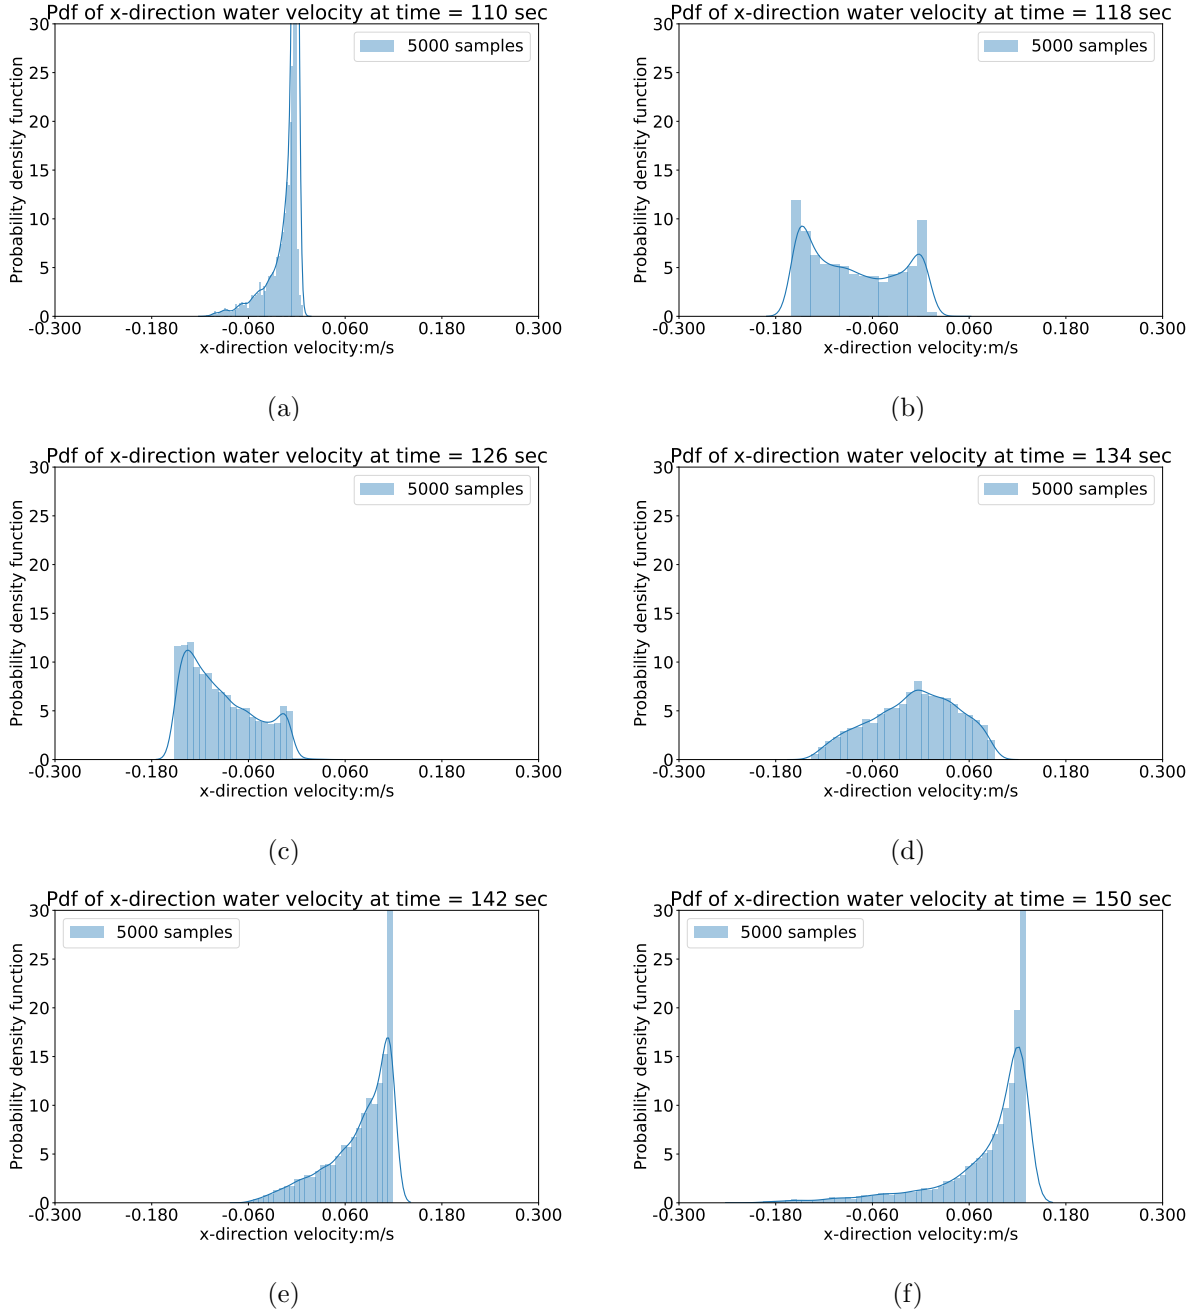 Pdf of x-direction water velocity at time = 110 sec
30
25
20
15
10
5
0
Probability density function
5000 samples
-0.300 -0.180 -0.060 0.060 0.180 0.300
x-direction velocity:m/s
(a)
Pdf of x-direction water velocity at time = 118 sec
30
25
20
15
10
5
0
Probability density function
5000 samples
-0.300 -0.180 -0.060 0.060 0.180 0.300
x-direction velocity:m/s
(b)
Pdf of x-direction water velocity at time = 126 sec
30
25
20
15
10
5
0
Probability density function
5000 samples
-0.300 -0.180 -0.060 0.060 0.180 0.300
x-direction velocity:m/s
(c)
Pdf of x-direction water velocity at time = 134 sec
30
25
20
15
10
5
0
Probability density function
5000 samples
-0.300 -0.180 -0.060 0.060 0.180 0.300
x-direction velocity:m/s
(d)
Pdf of x-direction water velocity at time = 142 sec
30
25
20
15
10
5
0
Probability density function
5000 samples
-0.300 -0.180 -0.060 0.060 0.180 0.300
x-direction velocity:m/s
(e)
Pdf of x-direction water velocity at time = 150 sec
30
25
20
15
10
5
0
Probability density function
5000 samples
-0.300 -0.180 -0.060 0.060 0.180 0.300
x-direction velocity:m/s
(f)